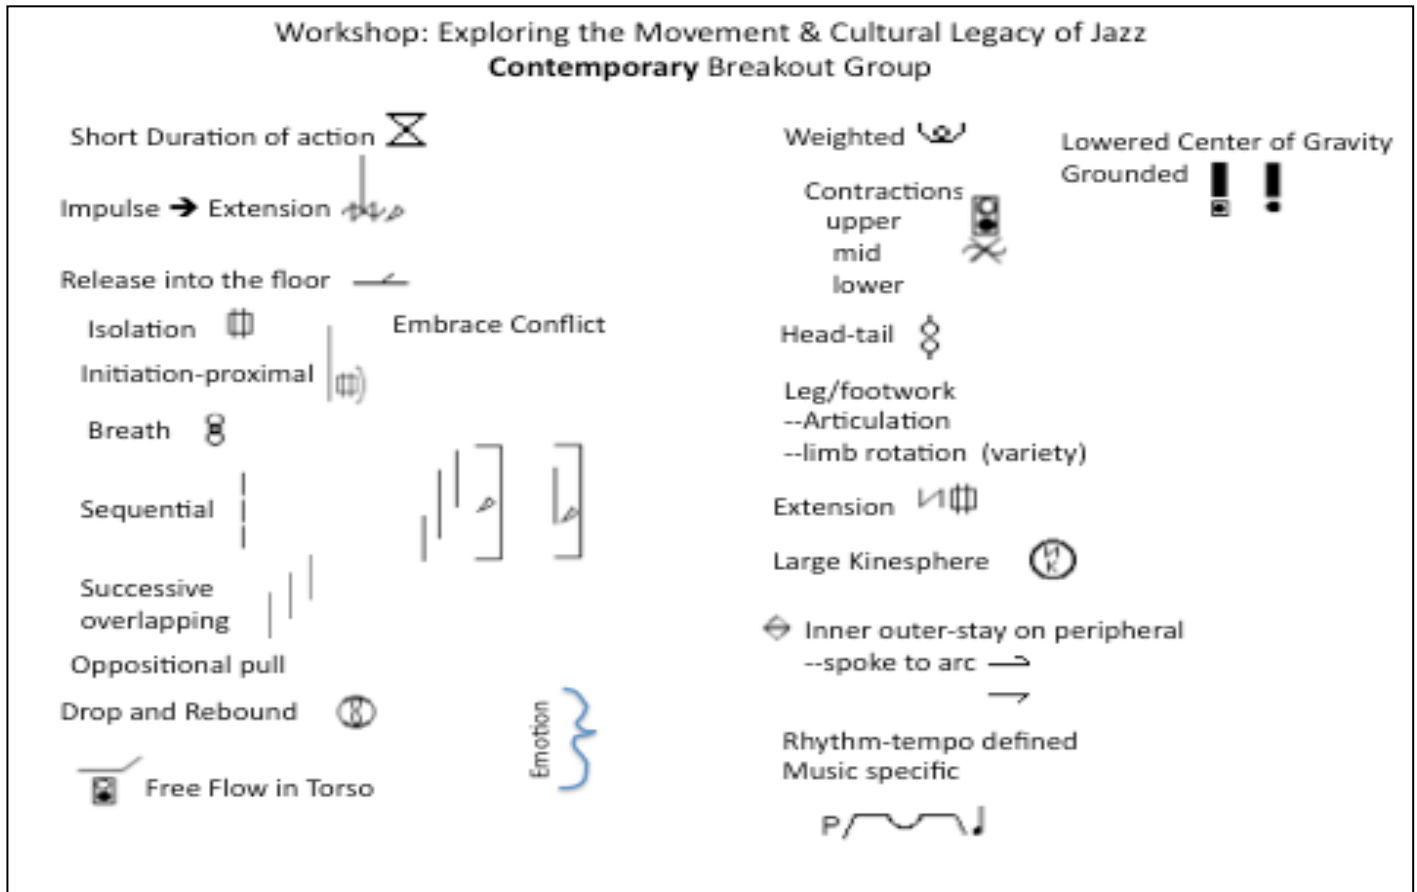 Workshop: Exploring the Movement & Cultural Legacy of Jazz
Contemporary Breakout Group
Short Duration of action
Impulse ➔ Extension
Release into the floor
Isolation
Embrace Conflict
Initiation-proximal
Breath
Sequential
Successive
overlapping
Oppositional pull
Drop and Rebound
Emotion
Free Flow in Torso
Weighted
Lowered Center of Gravity
Grounded
Contractions
upper
mid
lower
Head-tail
Leg/footwork
--Articulation
--limb rotation (variety)
Extension
Large Kinesphere
K
Inner outer-stay on peripheral
--spoke to arc
Rhythm-tempo defined
Music specific
P